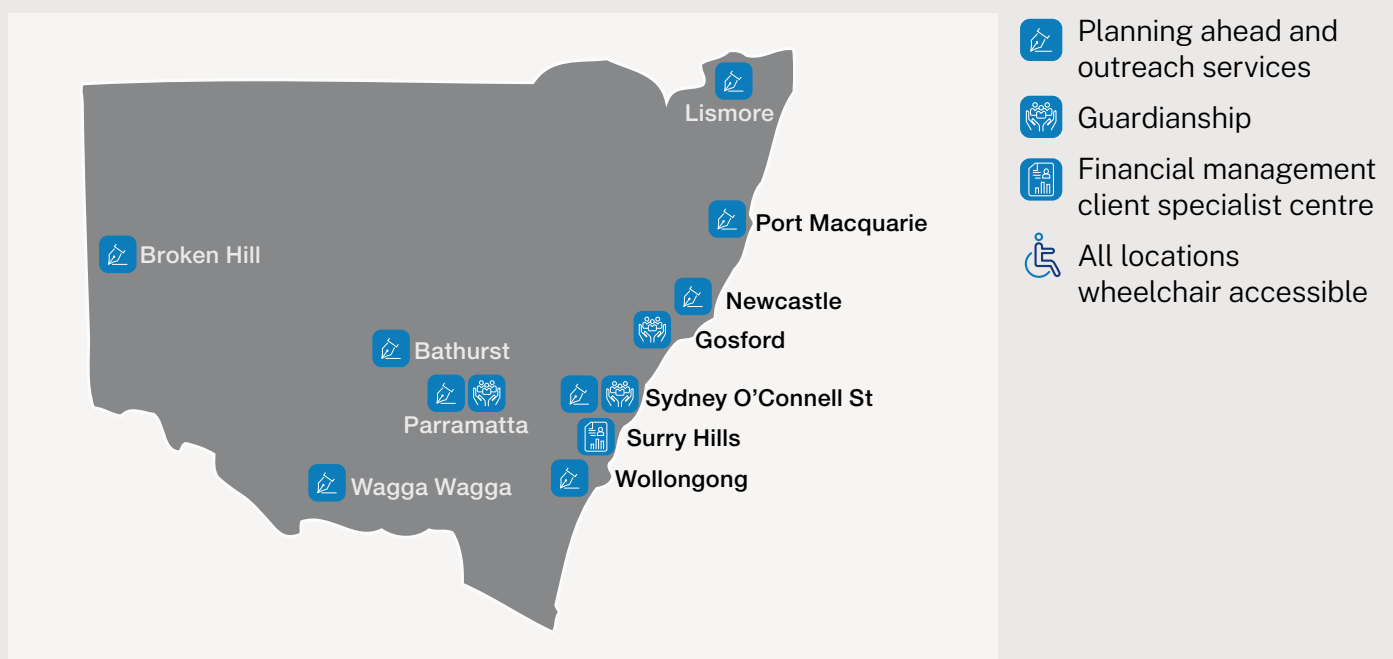 Lismore
Port Macquarie
Broken Hill
Newcastle
Gosford
Bathurst
Parramatta
Sydney O’Connell St
Surry Hills
Wagga Wagga
Wollongong
Planning ahead and
outreach services
Guardianship
Financial management
client specialist centre
All locations
wheelchair accessible